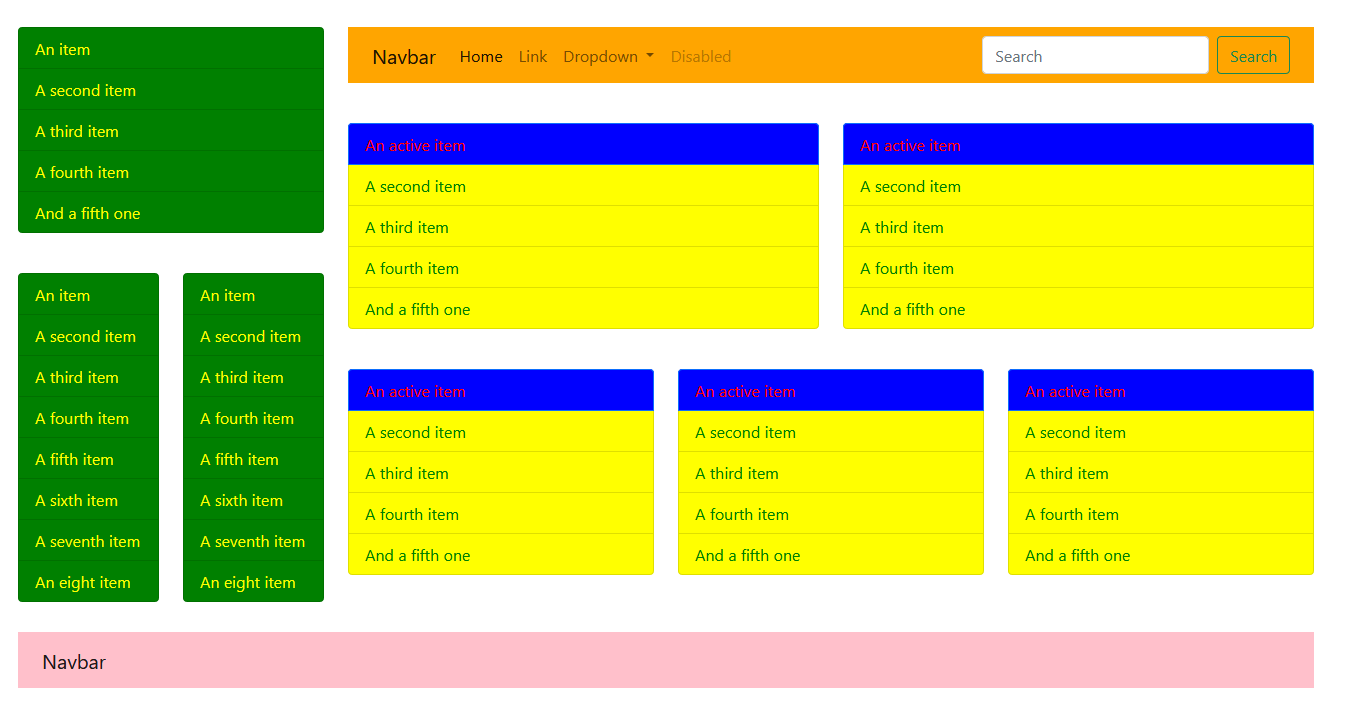 An item
A second item
A third item
A fourth item
And a fifth one
An item
A second item
A third item
A fourth item
A fifth item
A sixth item
A seventh item
An eight item
An item
A second item
A third item
A fourth item
A fifth item
A sixth item
A seventh item
An eight item
Navbar Home Link Dropdown Disabled Search Search
An active item
A second item
A third item
A fourth item
And a fifth one
An active item
A second item
A third item
A fourth item
And a fifth one
An active item
A second item
A third item
A fourth item
And a fifth one
An active item
A second item
A third item
A fourth item
And a fifth one
An active item
A second item
A third item
A fourth item
And a fifth one
Navbar